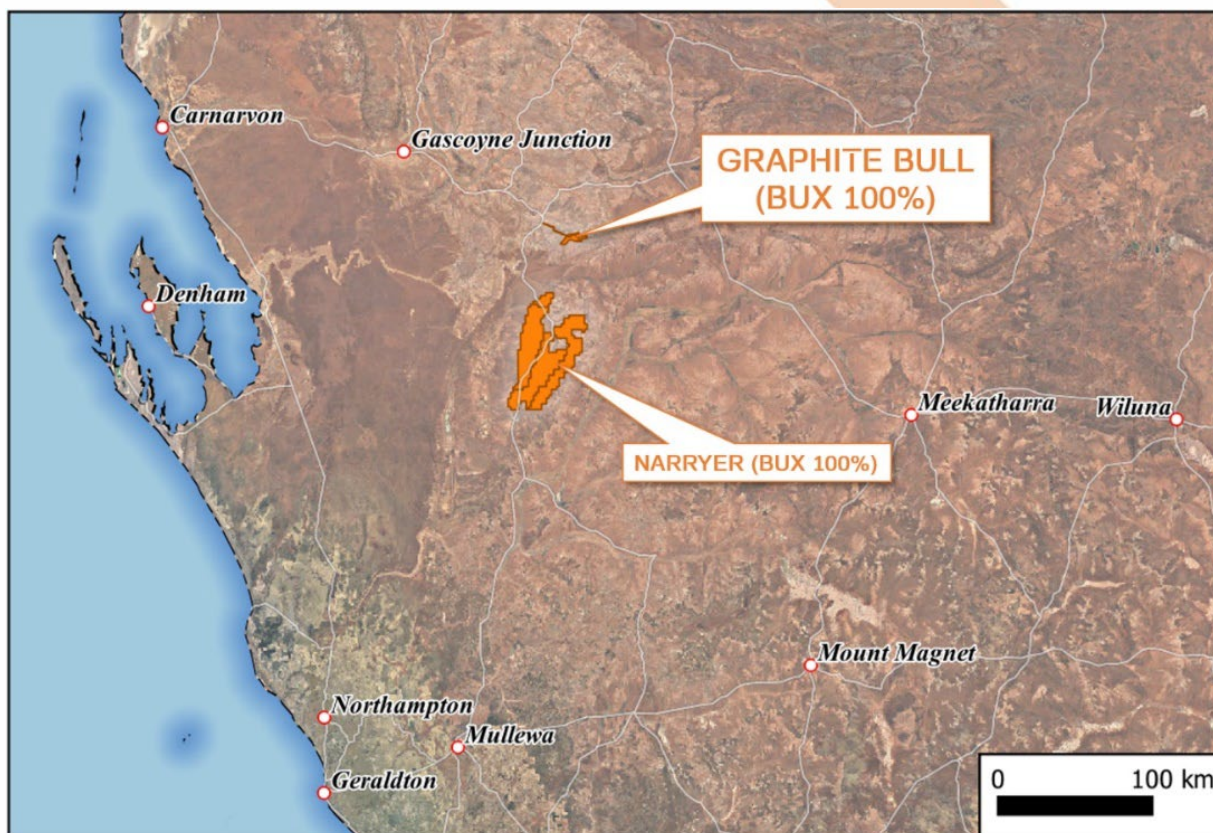 Carnarvon
Gascoyne Junction
GRAPHITE BULL
(BUX 100%)
Denham
Meekatharra
Wiluna
NARRYER (BUX 100%)
Mount Magnet
Northampton
Mullewa
Geraldton
0 100 km